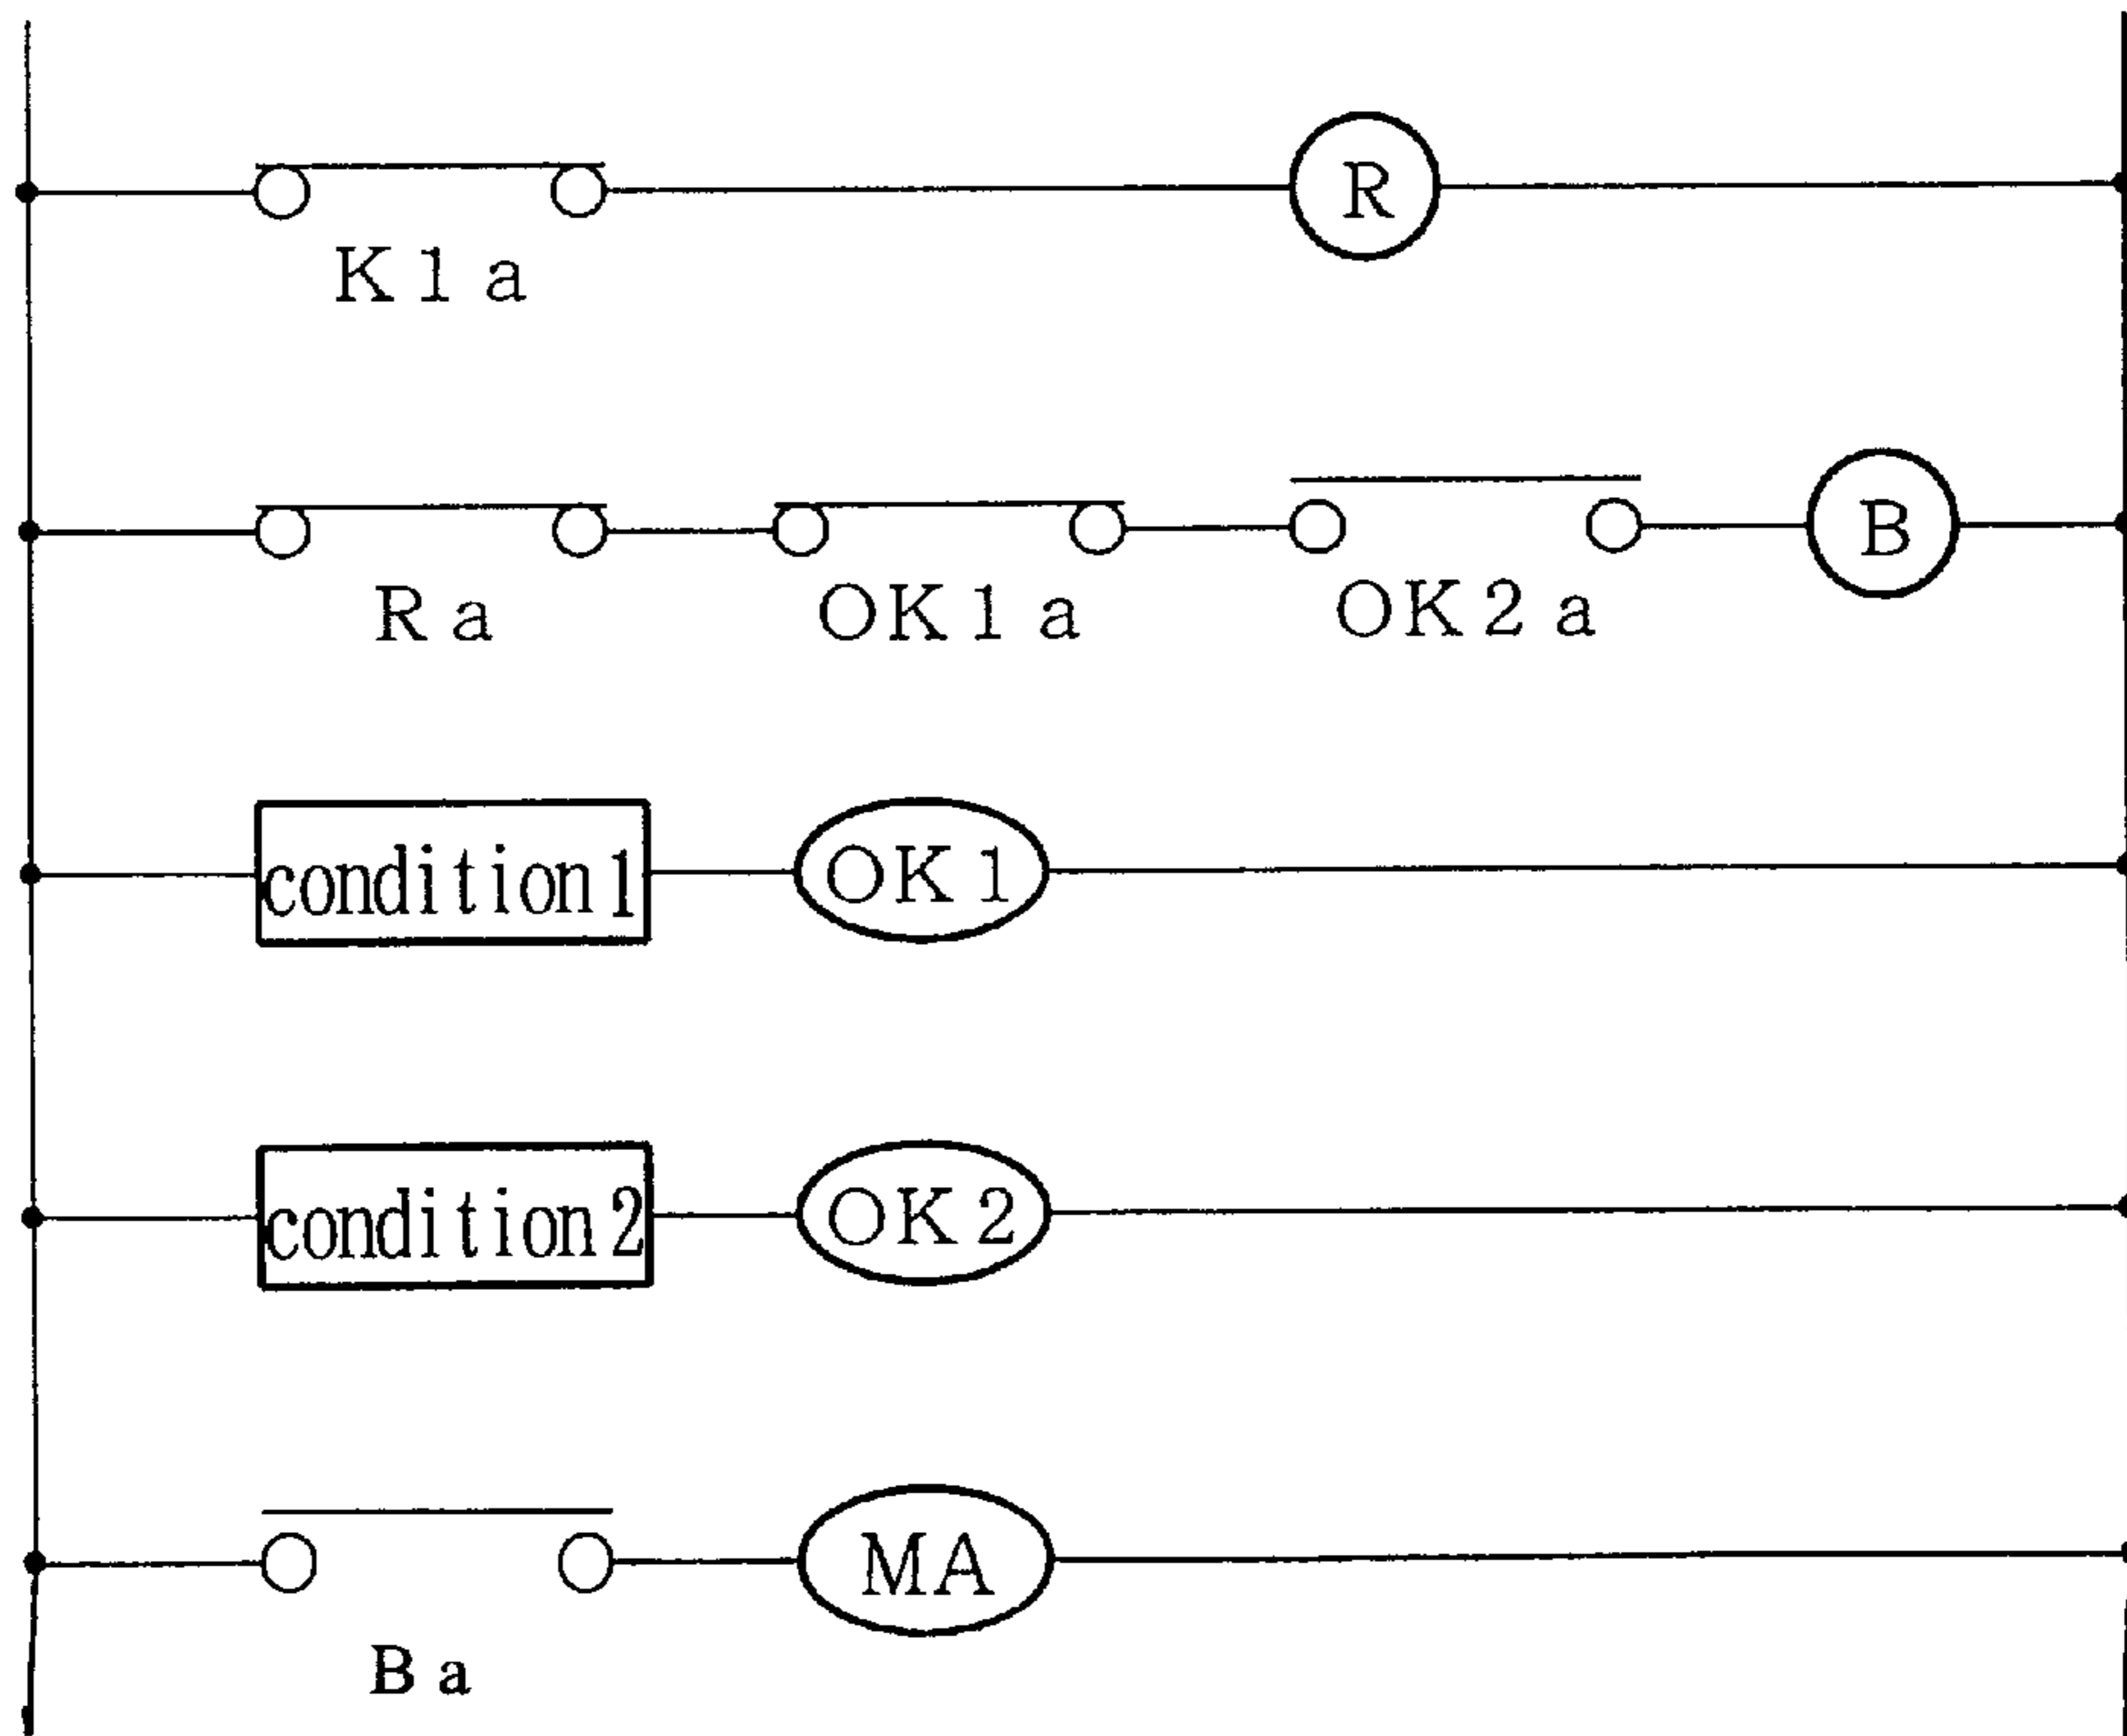 R
K1a
B
Ra OK1a OK2a
condition1 OK1
condition2 OK2
MA
Ba